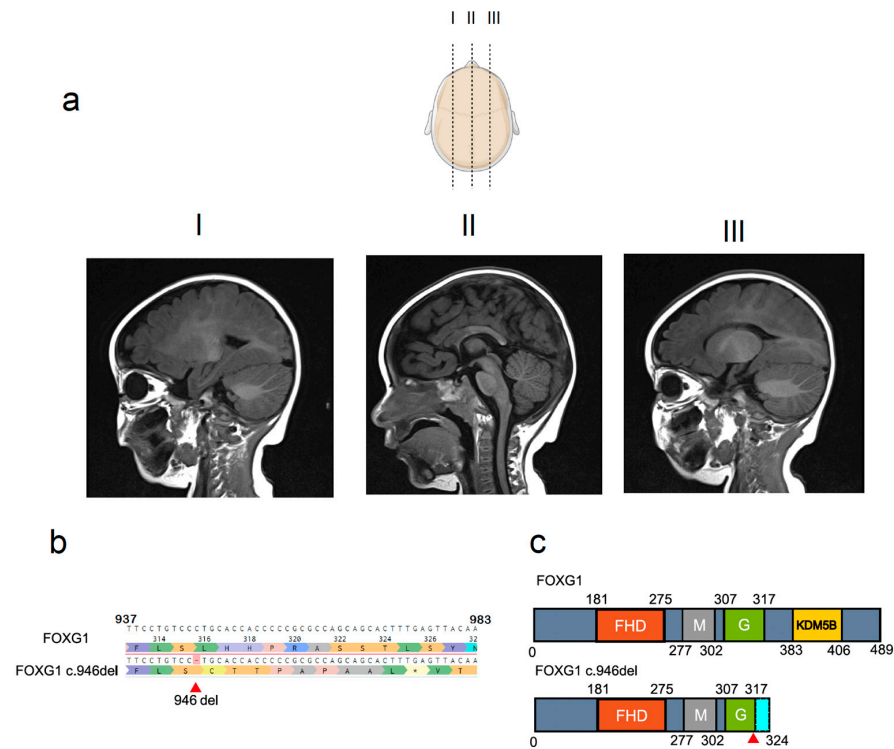 I II III
a
I II III
b
937 983
TTCCTGTCCCTGCACCACCCCCGCGCCAGCAGCACTTTGAGTTACAA
314 316 318 320 322 324 326 32
FOXG1
F L S L H H P R A S S T L S Y N
TTCCTGTCC-TGCACCACCCCCGCGCCAGCAGCACTTTGAGTTACAA
FOXG1 c.946del
F L S C T T P A P A A L * V T
946 del
c
FOXG1
181 275 307 317
FHD M G KDM5B
0 277 302 383 406 489
FOXG1 c.946del
181 275 307 317
FHD M G
0 277 302 324